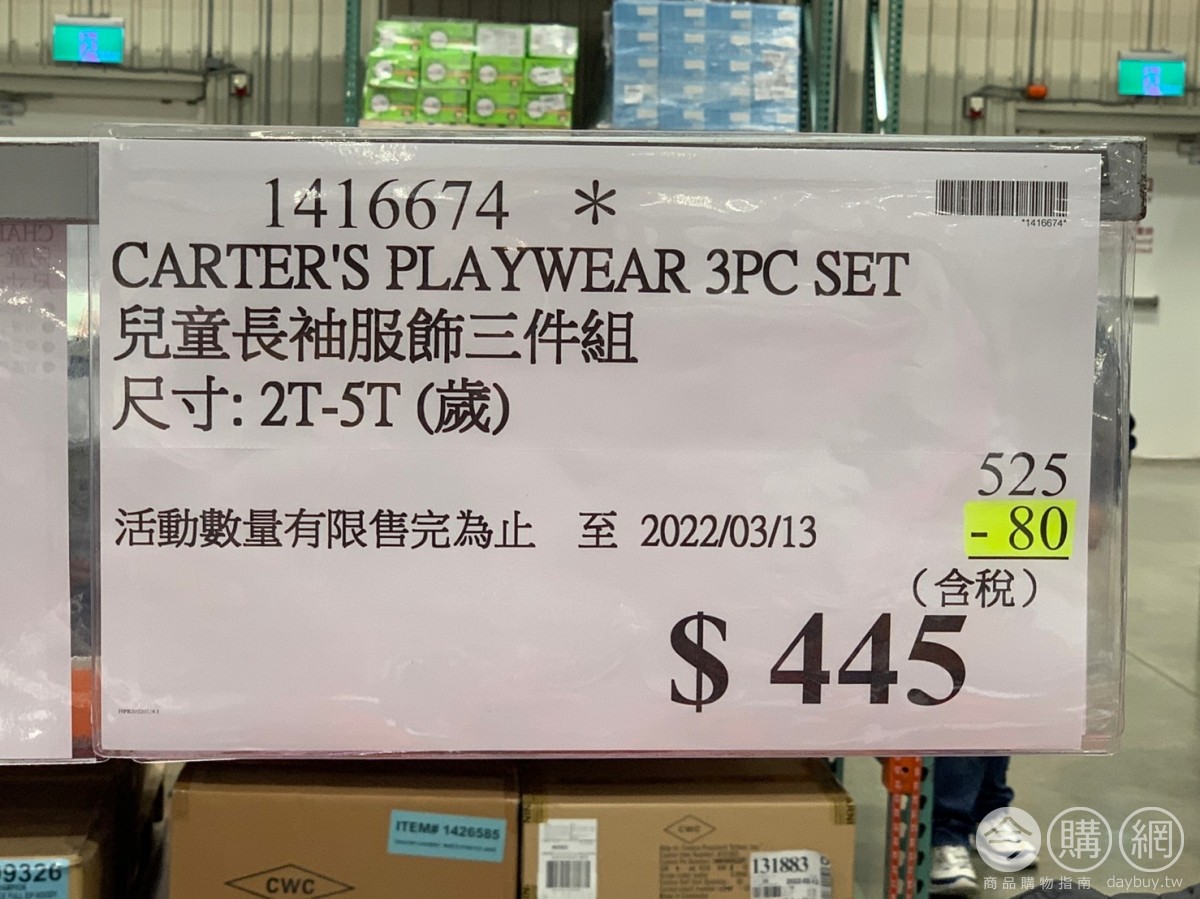 1416674 *
*1416674*
CARTER'S PLAYWEAR 3PC SET
兒童長袖服飾三件組
尺寸: 2T-5T (歲)
525
活動數量有限售完為止 至 2022/03/13
- 80
(含稅)
$ 445
ITEM# 1426585
CWC
CWC
131883
09326
今購網
商品購物指南 daybuy.tw